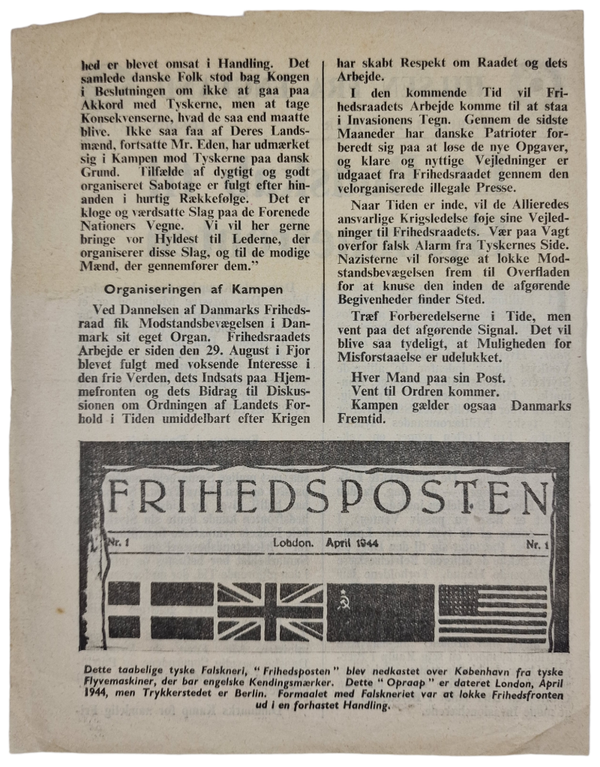 hed er blevet omsat i Handling. Det
samlede danske Folk stod bag Kongen
i Beslutningen om ikke at gaa paa
Akkord med Tyskerne, men at tage
Konsekvenserne, hvad de saa end maatte
blive. Ikke saa faa af Deres Lands-
mænd, fortsatte Mr. Eden, har udmærket
sig i Kampen mod Tyskerne paa dansk
Grund. Tilfælde af dygtigt og godt
organiseret Sabotage er fulgt efter hin-
anden i hurtig Rækkefølge. Det er
kloge og værdsatte Slag paa de Forenede
Nationers Vegne. Vi vil her gerne
bringe vor Hyldest til Lederne, der
organiserer disse Slag, og til de modige
Mænd, der gennemfører dem."
Organiseringen af Kampen
Ved Dannelsen af Danmarks Friheds-
raad fik Modstandsbevægelsen i Dan-
mark sit eget Organ. Frihedsraadets
Arbejde er siden den 29. August i Fjor
blevet fulgt med voksende Interesse i
den frie Verden, dets Indsats paa Hjem-
mefronten og dets Bidrag til Diskus-
sionen om Ordningen af Landets For-
hold i Tiden umiddelbart efter Krigen
har skabt Respekt om Raadet og dets
Arbejde.
I den kommende Tid vil Fri-
hedsraadets Arbejde komme til at staa
i Invasionens Tegn. Gennem de sidste
Maaneder har danske Patrioter for-
beredt sig paa at løse de nye Opgaver,
og klare og nyttige Vejledninger er
udgaaet fra Frihedsraadet gennem den
velorganiserede illegale Presse.
Naar Tiden er inde, vil de Allieredes
ansvarlige Krigsledelse føje sine Vejled-
ninger til Frihedsraadets. Vær paa Vagt
overfor falsk Alarm fra Tyskernes Side.
Nazisterne vil forsøge at lokke Mod-
standsbevægelsen frem til Overfladen
for at knuse den inden de afgørende
Begivenheder finder Sted.
Træf Forberedelserne i Tide, men
vent paa det afgørende Signal. Det vil
blive saa tydeligt, at Muligheden for
Misforstaaelse er udelukket.
Hver Mand paa sin Post.
Vent til Ordren kommer.
Kampen gælder ogsaa Danmarks
Fremtid.
FRIHEDSPOSTEN
Nr. 1 London. April 1944 Nr. 1
Dette taabelige tyske Falskneri, "Frihedsposten" blev nedkastet over København fra tyske
Flyvemaskiner, der bar engelske Kendingsmærker. Dette "Opraap" er dateret London, April
1944, men Trykkerstedet er Berlin. Formaalet med Falskneriet var at lokke Frihedsfronten
ud i en forhastet Handling.